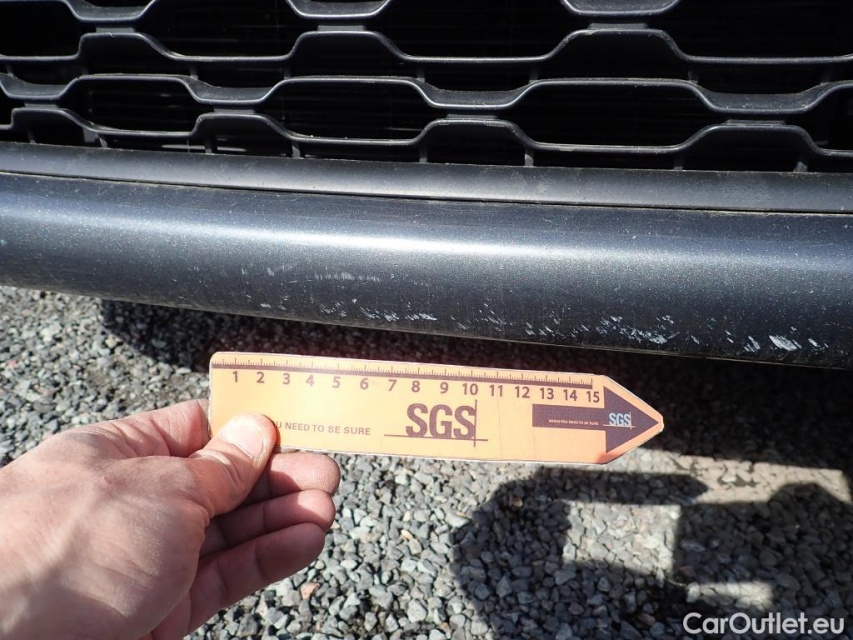 1 2 3 4 5 6 7 8 9 10 11 12 13 14 15
U NEED TO BE SURE
SGS
SGS
CarOutlet.eu